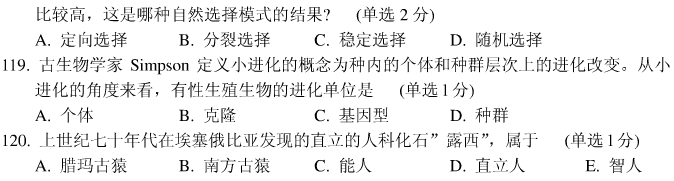 比较高，这是哪种自然选择模式的结果？ (单选 2 分)
A. 定向选择 B. 分裂选择 C. 稳定选择 D. 随机选择
119. 古生物学家 Simpson 定义小进化的概念为种内的个体和种群层次上的进化改变。从小
进化的角度来看，有性生殖生物的进化单位是 (单选 1 分)
A. 个体 B. 克隆 C. 基因型 D. 种群
120. 上世纪七十年代在埃塞俄比亚发现的直立的人科化石”露西”，属于 (单选 1 分)
A. 腊玛古猿 B. 南方古猿 C. 能人 D. 直立人 E. 智人